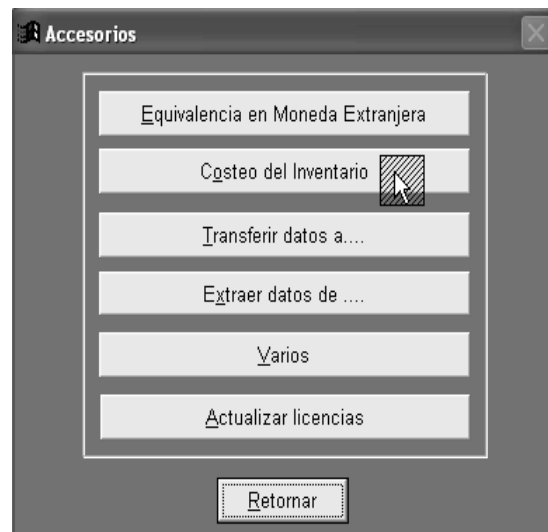 Accesorios
Equivalencia en Moneda Extranjera
Costeo del Inventario
Transferir datos a....
Extraer datos de ....
Varios
Actualizar licencias
Retornar